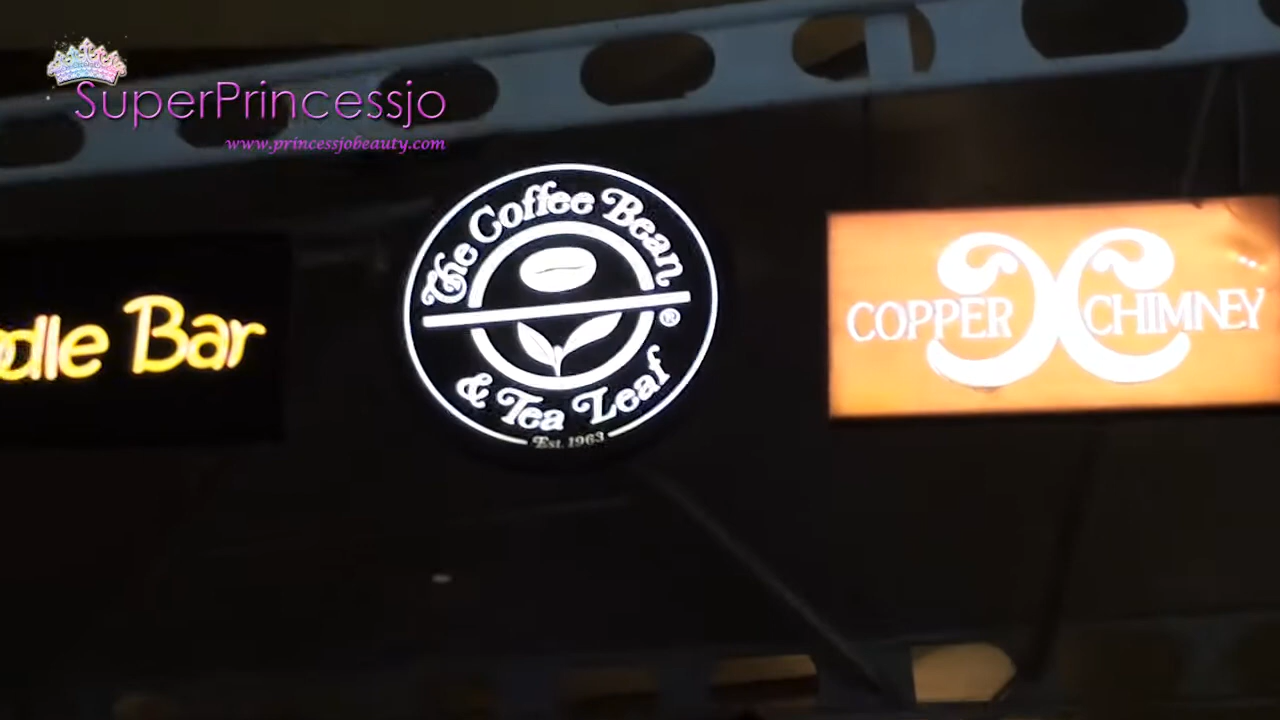 SuperPrincessjo
www.princessjobeauty.com
dle Bar
The Coffee Bean
®
& Tea Leaf
Est. 1963
COPPER CHIMNEY